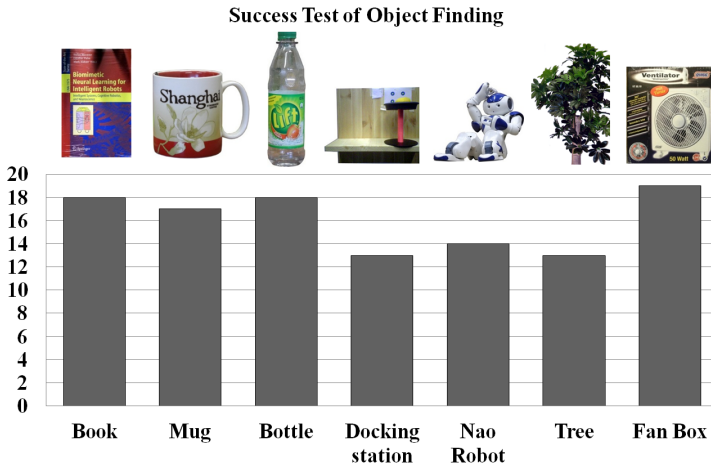 Success Test of Object Finding
Biomimetic
Neural Learning for
Intelligent Robots
Shanghai
Lift
Ventilator
50 Watt
20
18
16
14
12
10
8
6
4
2
0
Book
Mug
Bottle
Docking
station
Nao
Robot
Tree
Fan Box